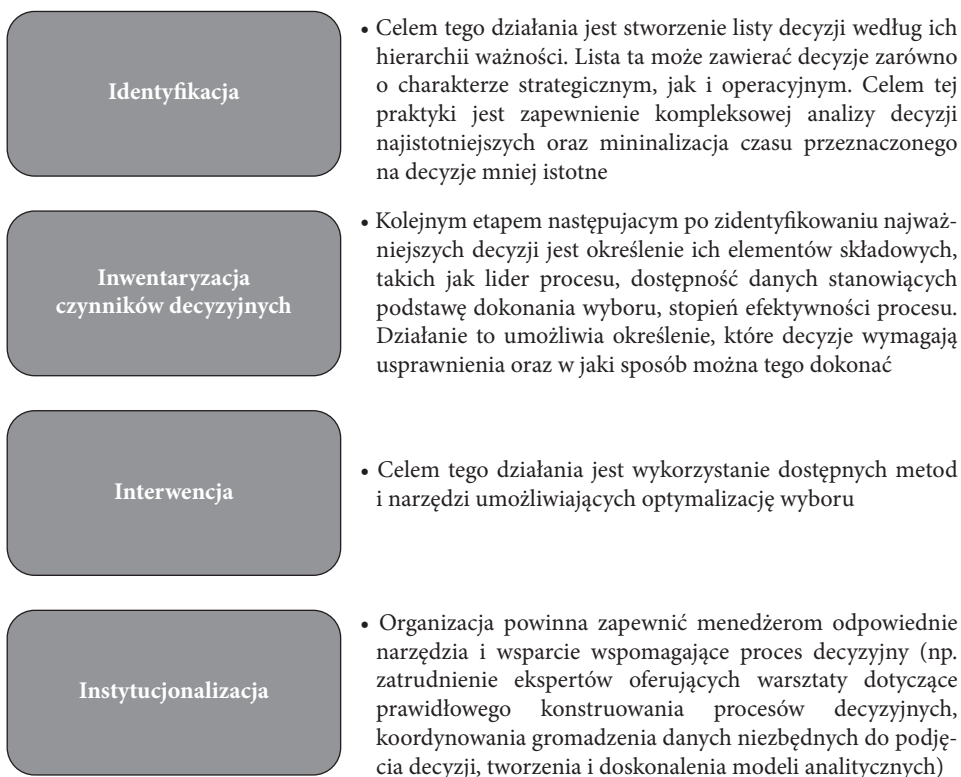 Identyfikacja
• Celem tego działania jest stworzenie listy decyzji według ich
hierarchii ważności. Lista ta może zawierać decyzje zarówno
o charakterze strategicznym, jak i operacyjnym. Celem tej
praktyki jest zapewnienie kompleksowej analizy decyzji
najistotniejszych oraz mininalizacja czasu przeznaczonego
na decyzje mniej istotne
Inwentaryzacja
czynników decyzyjnych
• Kolejnym etapem następujacym po zidentyfikowaniu najważ-
niejszych decyzji jest określenie ich elementów składowych,
takich jak lider procesu, dostępność danych stanowiących
podstawę dokonania wyboru, stopień efektywności procesu.
Działanie to umożliwia określenie, które decyzje wymagają
usprawnienia oraz w jaki sposób można tego dokonać
Interwencja
• Celem tego działania jest wykorzystanie dostępnych metod
i narzędzi umożliwiających optymalizację wyboru
Instytucjonalizacja
• Organizacja powinna zapewnić menedżerom odpowiednie
narzędzia i wsparcie wspomagające proces decyzyjny (np.
zatrudnienie ekspertów oferujących warsztaty dotyczące
prawidłowego konstruowania procesów decyzyjnych,
koordynowania gromadzenia danych niezbędnych do podję-
cia decyzji, tworzenia i doskonalenia modeli analitycznych)